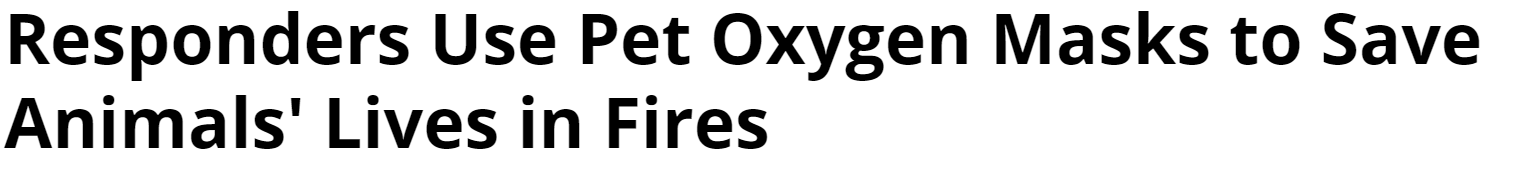 Responders Use Pet Oxygen Masks to Save
Animals' Lives in Fires